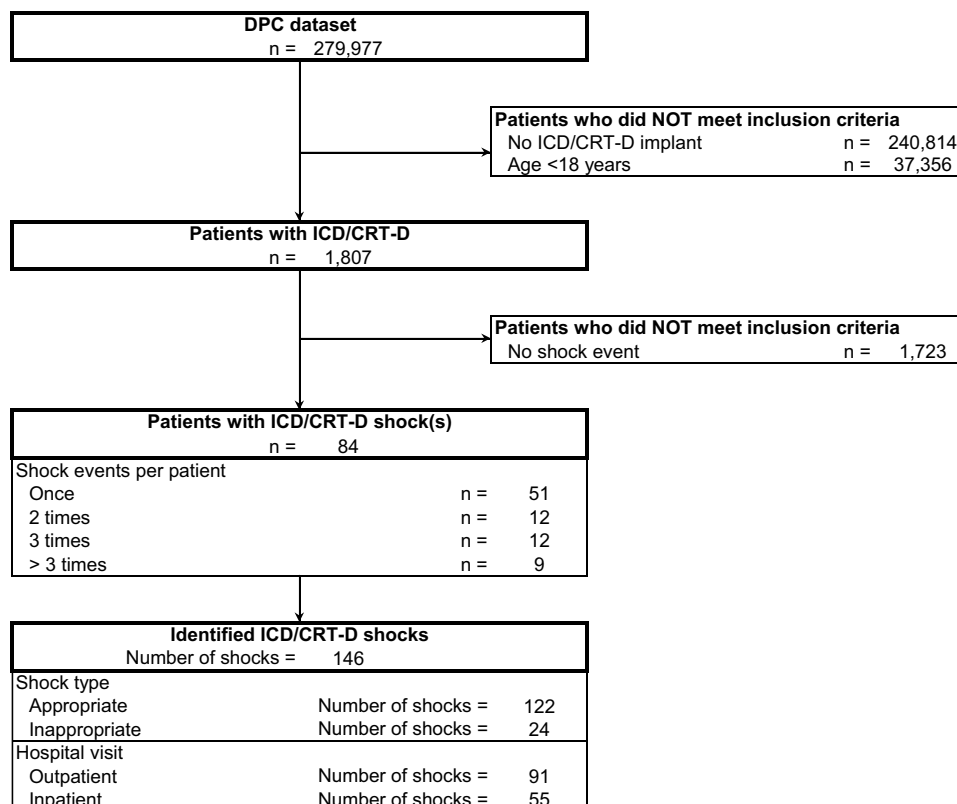 DPC dataset
n = 279,977
Patients who did NOT meet inclusion criteria
No ICD/CRT-D implant n = 240,814
Age <18 years n = 37,356
Patients with ICD/CRT-D
n = 1,807
Patients who did NOT meet inclusion criteria
No shock event n = 1,723
Patients with ICD/CRT-D shock(s)
n = 84
Shock events per patient
Once n = 51
2 times n = 12
3 times n = 12
> 3 times n = 9
Identified ICD/CRT-D shocks
Number of shocks = 146
Shock type
Appropriate Number of shocks = 122
Inappropriate Number of shocks = 24
Hospital visit
Outpatient Number of shocks = 91
Inpatient Number of shocks = 55